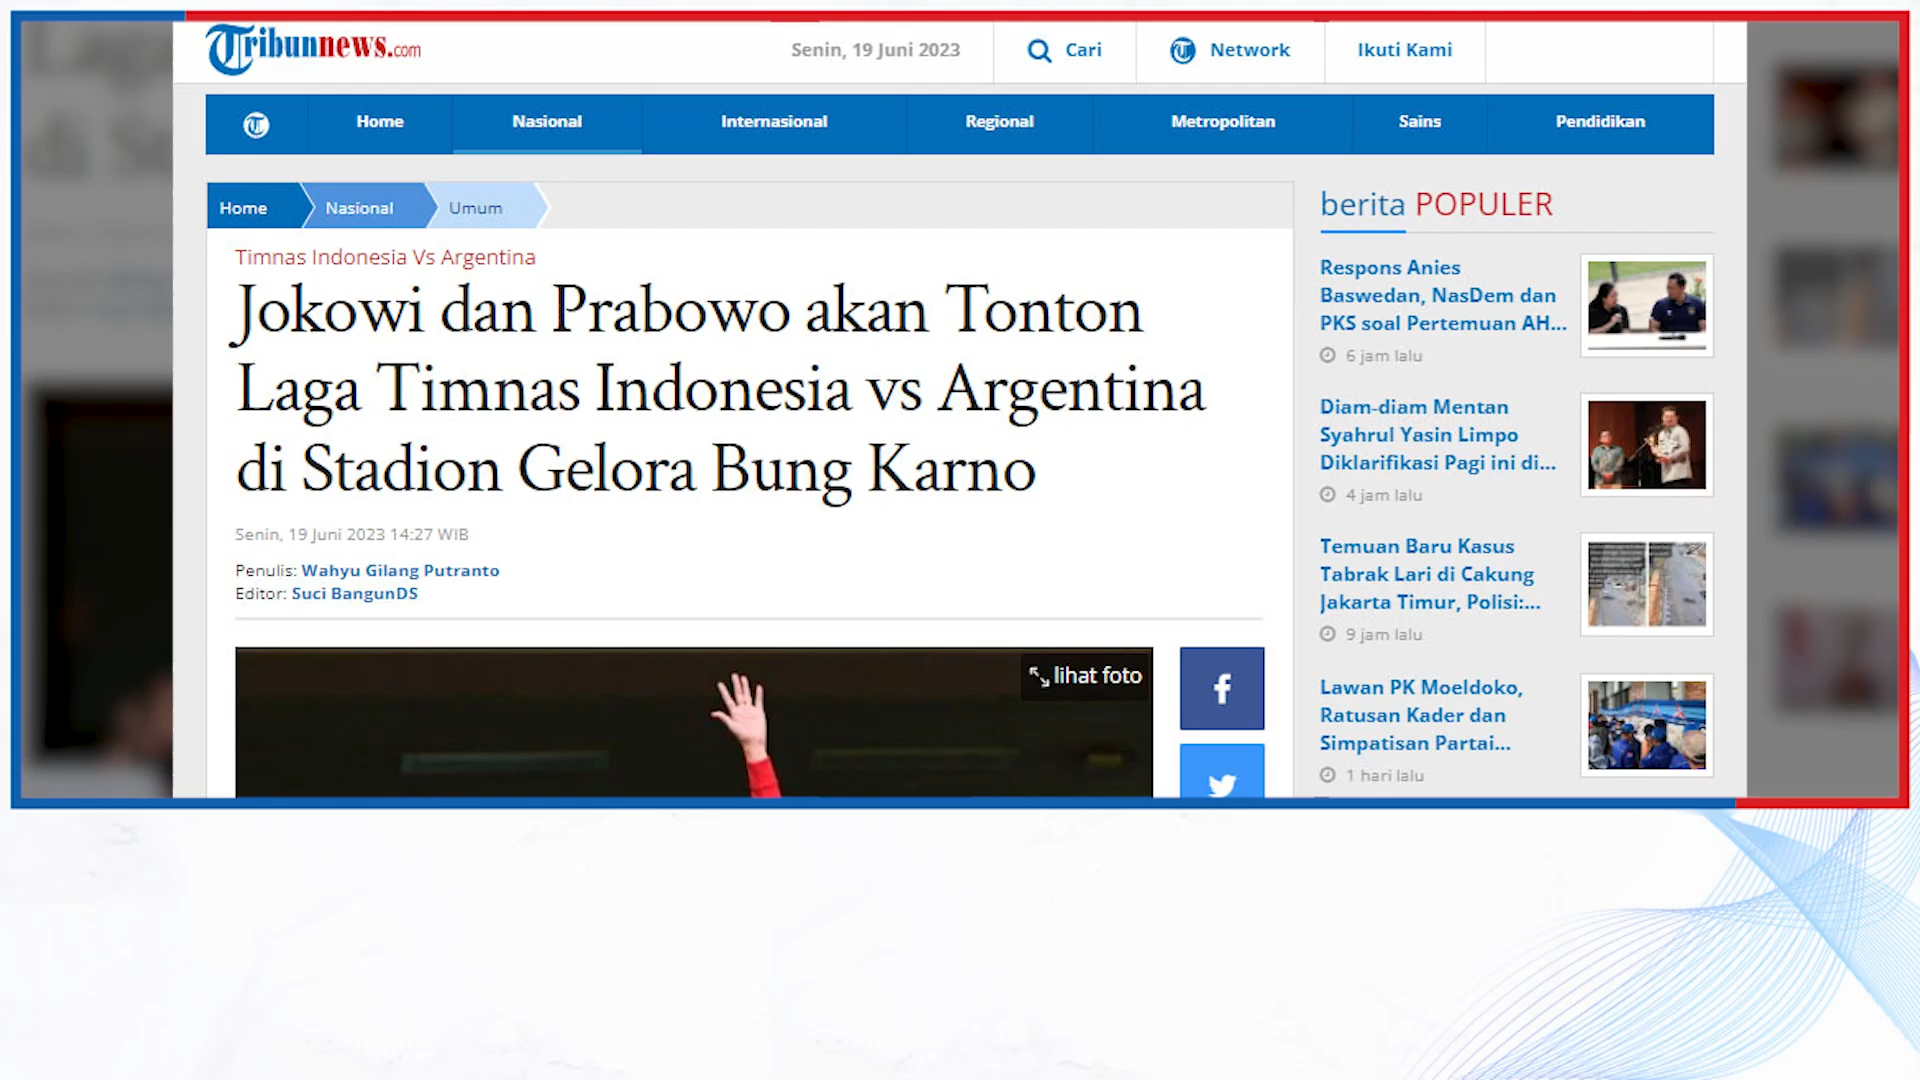 Tribunnews.com
Senin, 19 Juni 2023
Cari
Network
Ikuti Kami
Home
Nasional
Internasional
Regional
Metropolitan
Sains
Pendidikan
Home
Nasional
Umum
Timnas Indonesia Vs Argentina
Jokowi dan Prabowo akan Tonton
Laga Timnas Indonesia vs Argentina
di Stadion Gelora Bung Karno
Senin, 19 Juni 2023 14:27 WIB
Penulis: Wahyu Gilang Putranto
Editor: Suci BangunDS
lihat foto
berita POPULER
Respons Anies
Baswedan, NasDem dan
PKS soal Pertemuan AH...
6 jam lalu
Diam-diam Mentan
Syahrul Yasin Limpo
Diklarifikasi Pagi ini di...
4 jam lalu
Temuan Baru Kasus
Tabrak Lari di Cakung
Jakarta Timur, Polisi:...
9 jam lalu
Lawan PK Moeldoko,
Ratusan Kader dan
Simpatisan Partai...
1 hari lalu